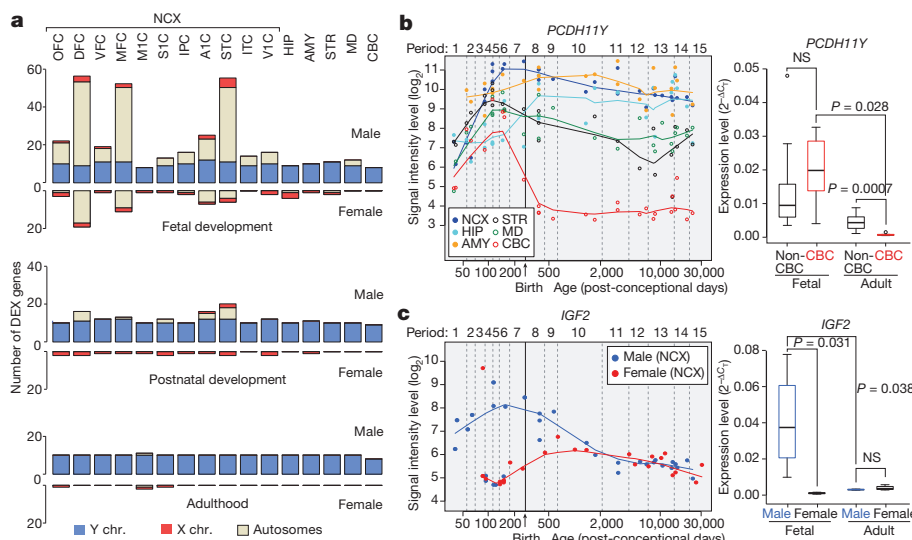 a
NCX
OFC DFC VFC MFC M1C S1C IPC A1C STC ITC V1C HIP AMY STR MD CBC
60
40
20
0
20
Male
Female
Fetal development
Number of DEX genes
40
20
0
20
Male
Female
Postnatal development
20
0
20
Male
Female
Adulthood
Y chr. X chr. Autosomes
b
PCDH11Y
Period: 1 2 3 4 5 6 7 8 9 10 11 12 13 14 15
Signal intensity level (log2)
11
10
9
8
7
6
5
4
3
NCX STR
HIP MD
AMY CBC
50 100 200 500 2,000 10,000 30,000
Birth Age (post-conceptional days)
PCDH11Y
NS
P = 0.028
P = 0.0007
Expression level (2–ΔCT)
0.05
0.04
0.03
0.02
0.01
0.00
Non-CBC CBC Non-CBC CBC
Fetal Adult
c
IGF2
Period: 1 2 3 4 5 6 7 8 9 10 11 12 13 14 15
Signal intensity level (log2)
11
10
9
8
7
6
5
4
Male (NCX)
Female (NCX)
50 100 200 500 2,000 10,000 30,000
Birth Age (post-conceptional days)
IGF2
P = 0.031
P = 0.038
NS
Expression level (2–ΔCT)
0.08
0.06
0.04
0.02
0.00
Male Female Male Female
Fetal Adult